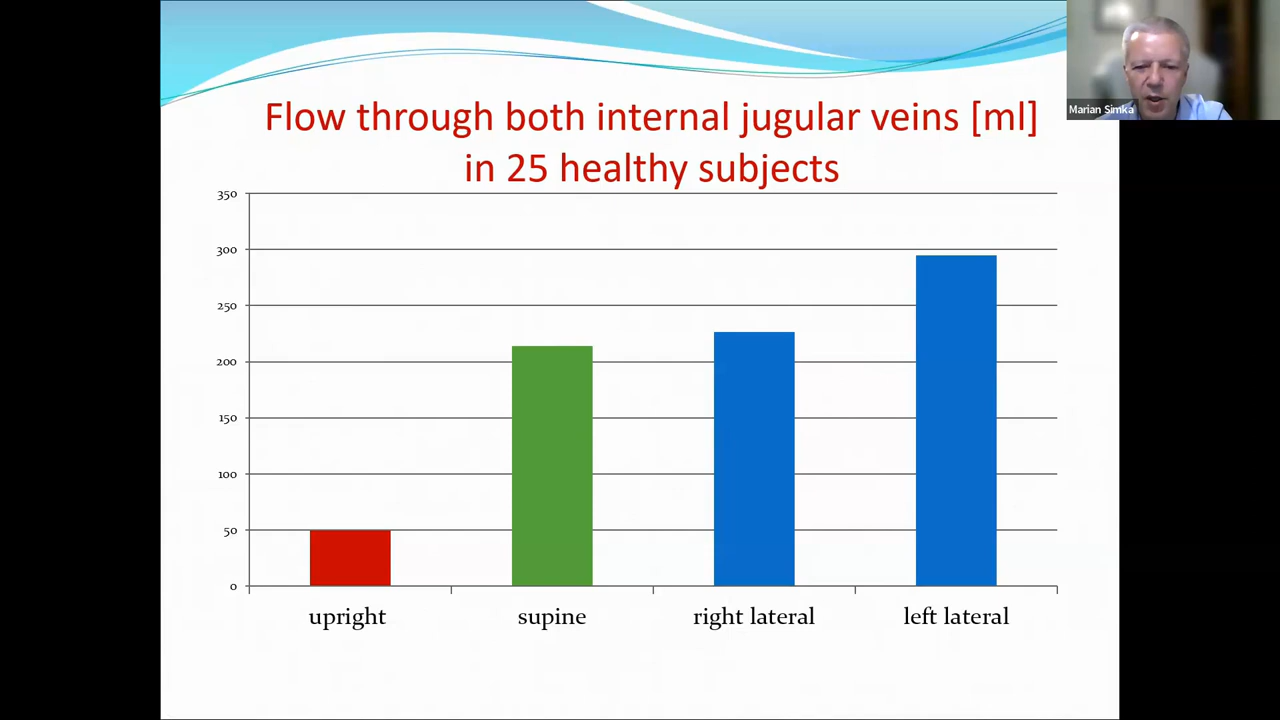 Flow through both internal jugular veins [ml]
in 25 healthy subjects
Marian Simka
350
300
250
200
150
100
50
0
upright supine right lateral left lateral